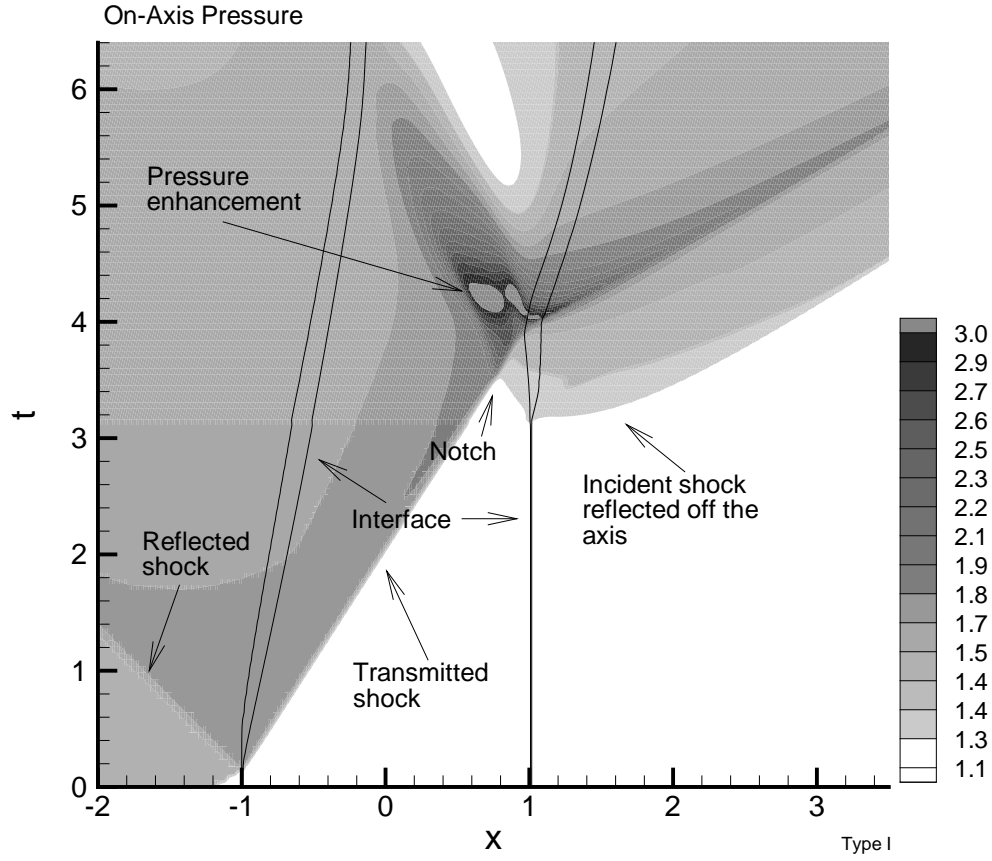 On-Axis Pressure
6
5
4
3
2
1
0
t
Pressure
enhancement
Notch
Incident shock
reflected off the
axis
Interface
Reflected
shock
Transmitted
shock
3.0
2.9
2.7
2.6
2.5
2.3
2.2
2.1
1.9
1.8
1.7
1.5
1.4
1.4
1.3
1.1
-2
-1
0
1
2
3
x
Type I